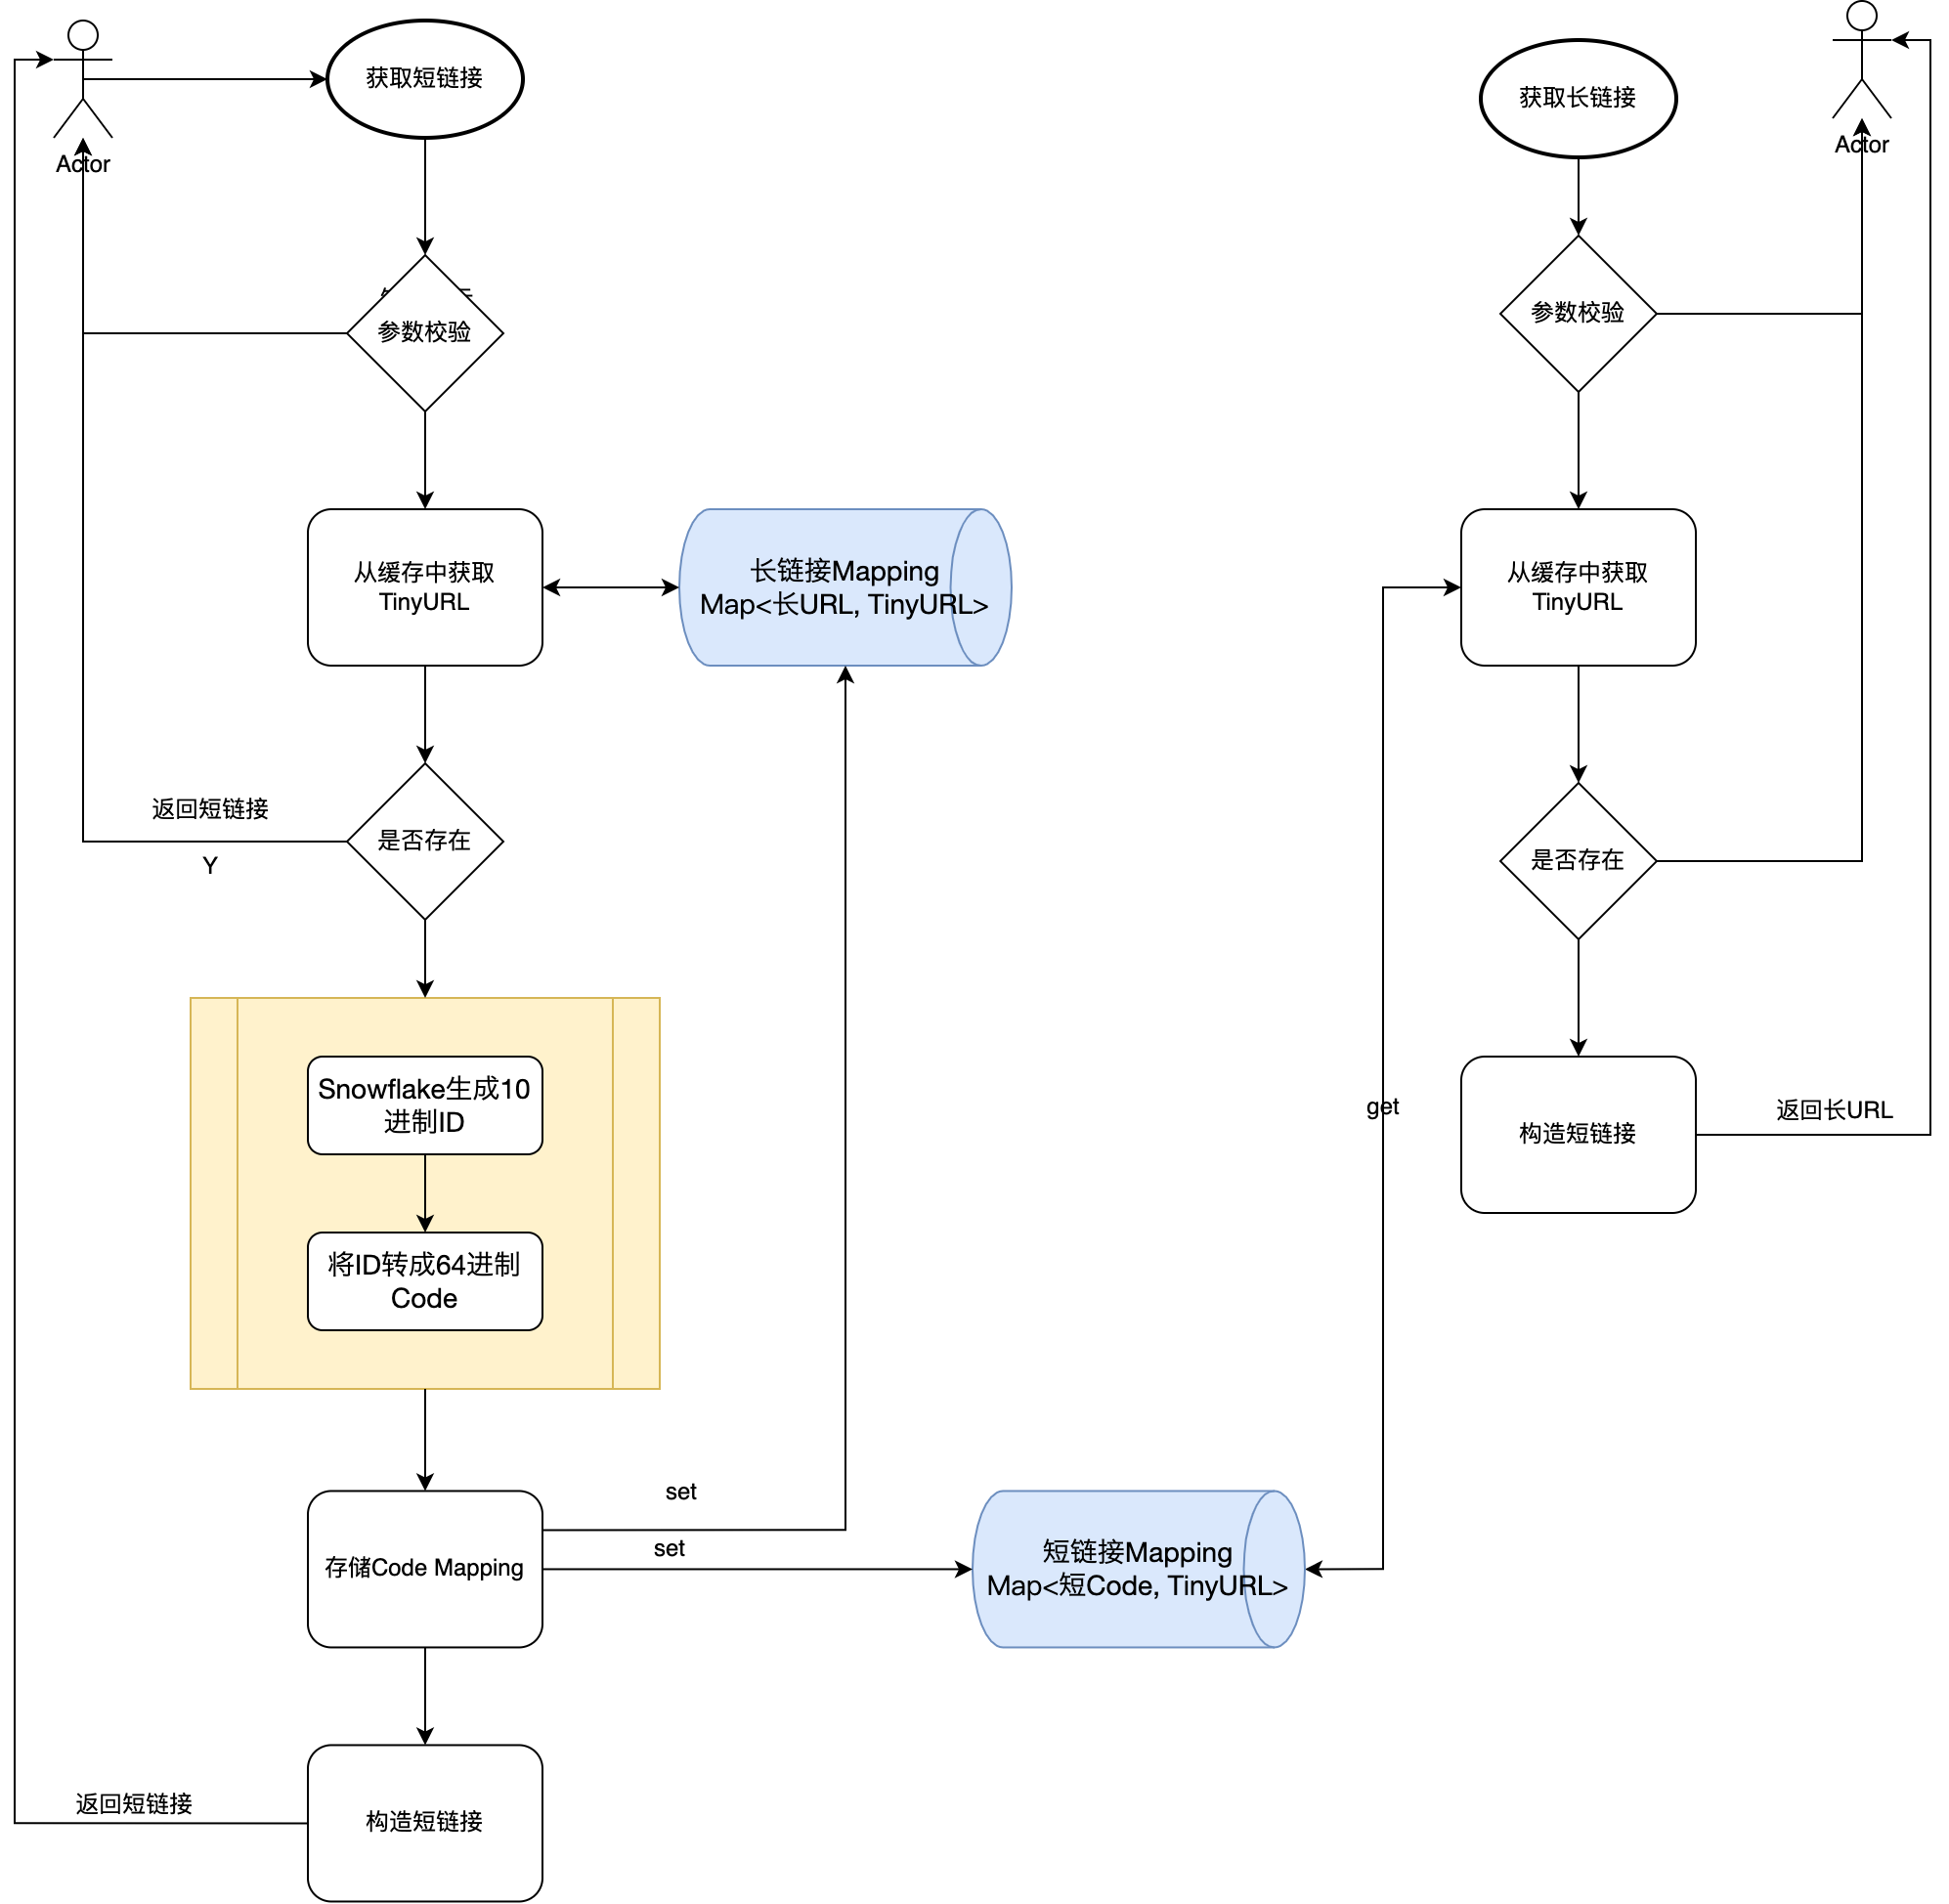 获取短链接
Actor
参数校验
从缓存中获取
TinyURL
长链接Mapping
Map<长URL, TinyURL>
返回短链接
Y
是否存在
Snowflake生成10
进制ID
将ID转成64进制
Code
set
set
存储Code Mapping
短链接Mapping
Map<短Code, TinyURL>
返回短链接
构造短链接
获取长链接
Actor
参数校验
从缓存中获取
TinyURL
是否存在
get
返回长URL
构造短链接